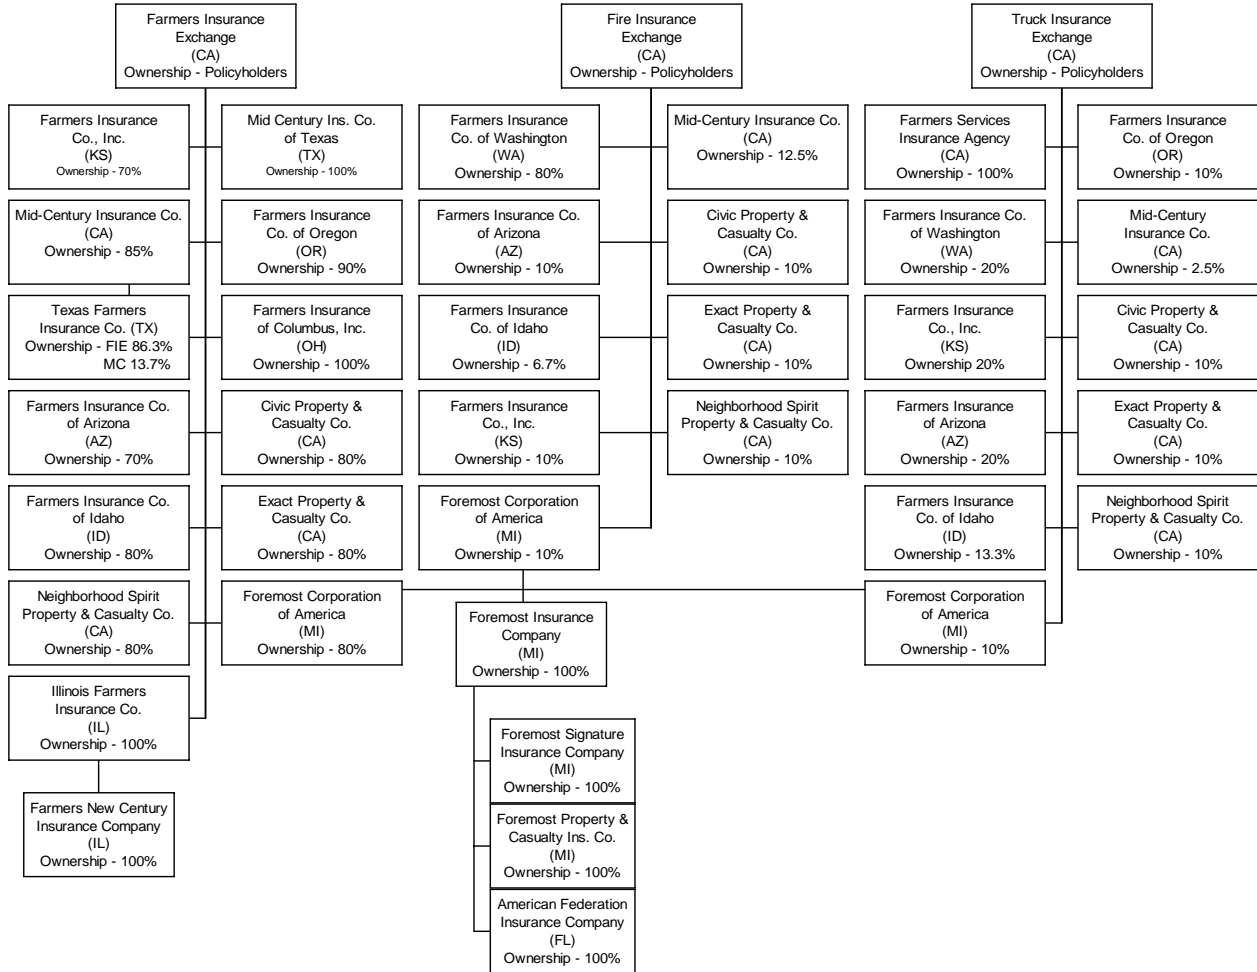 Farmers Insurance
Exchange
(CA)
Ownership - Policyholders
Fire Insurance
Exchange
(CA)
Ownership - Policyholders
Truck Insurance
Exchange
(CA)
Ownership - Policyholders
Farmers Insurance
Co., Inc.
(KS)
Ownership - 70%
Mid Century Ins. Co.
of Texas
(TX)
Ownership - 100%
Farmers Insurance
Co. of Washington
(WA)
Ownership - 80%
Mid-Century Insurance Co.
(CA)
Ownership - 12.5%
Farmers Services
Insurance Agency
(CA)
Ownership - 100%
Farmers Insurance
Co. of Oregon
(OR)
Ownership - 10%
Mid-Century Insurance Co.
(CA)
Ownership - 85%
Farmers Insurance
Co. of Oregon
(OR)
Ownership - 90%
Farmers Insurance Co.
of Arizona
(AZ)
Ownership - 10%
Civic Property &
Casualty Co.
(CA)
Ownership - 10%
Farmers Insurance Co.
of Washington
(WA)
Ownership - 20%
Mid-Century
Insurance Co.
(CA)
Ownership - 2.5%
Texas Farmers
Insurance Co. (TX)
Ownership - FIE 86.3%
MC 13.7%
Farmers Insurance
of Columbus, Inc.
(OH)
Ownership - 100%
Farmers Insurance
Co. of Idaho
(ID)
Ownership - 6.7%
Exact Property &
Casualty Co.
(CA)
Ownership - 10%
Farmers Insurance
Co., Inc.
(KS)
Ownership 20%
Civic Property &
Casualty Co.
(CA)
Ownership - 10%
Farmers Insurance Co.
of Arizona
(AZ)
Ownership - 70%
Civic Property &
Casualty Co.
(CA)
Ownership - 80%
Farmers Insurance
Co., Inc.
(KS)
Ownership - 10%
Neighborhood Spirit
Property & Casualty Co.
(CA)
Ownership - 10%
Farmers Insurance
of Arizona
(AZ)
Ownership - 20%
Exact Property &
Casualty Co.
(CA)
Ownership - 10%
Farmers Insurance Co.
of Idaho
(ID)
Ownership - 80%
Exact Property &
Casualty Co.
(CA)
Ownership - 80%
Foremost Corporation
of America
(MI)
Ownership - 10%
Farmers Insurance
Co. of Idaho
(ID)
Ownership - 13.3%
Neighborhood Spirit
Property & Casualty Co.
(CA)
Ownership - 10%
Neighborhood Spirit
Property & Casualty Co.
(CA)
Ownership - 80%
Foremost Corporation
of America
(MI)
Ownership - 80%
Foremost Insurance
Company
(MI)
Ownership - 100%
Foremost Corporation
of America
(MI)
Ownership - 10%
Illinois Farmers
Insurance Co.
(IL)
Ownership - 100%
Foremost Signature
Insurance Company
(MI)
Ownership - 100%
Farmers New Century
Insurance Company
(IL)
Ownership - 100%
Foremost Property &
Casualty Ins. Co.
(MI)
Ownership - 100%
American Federation
Insurance Company
(FL)
Ownership - 100%